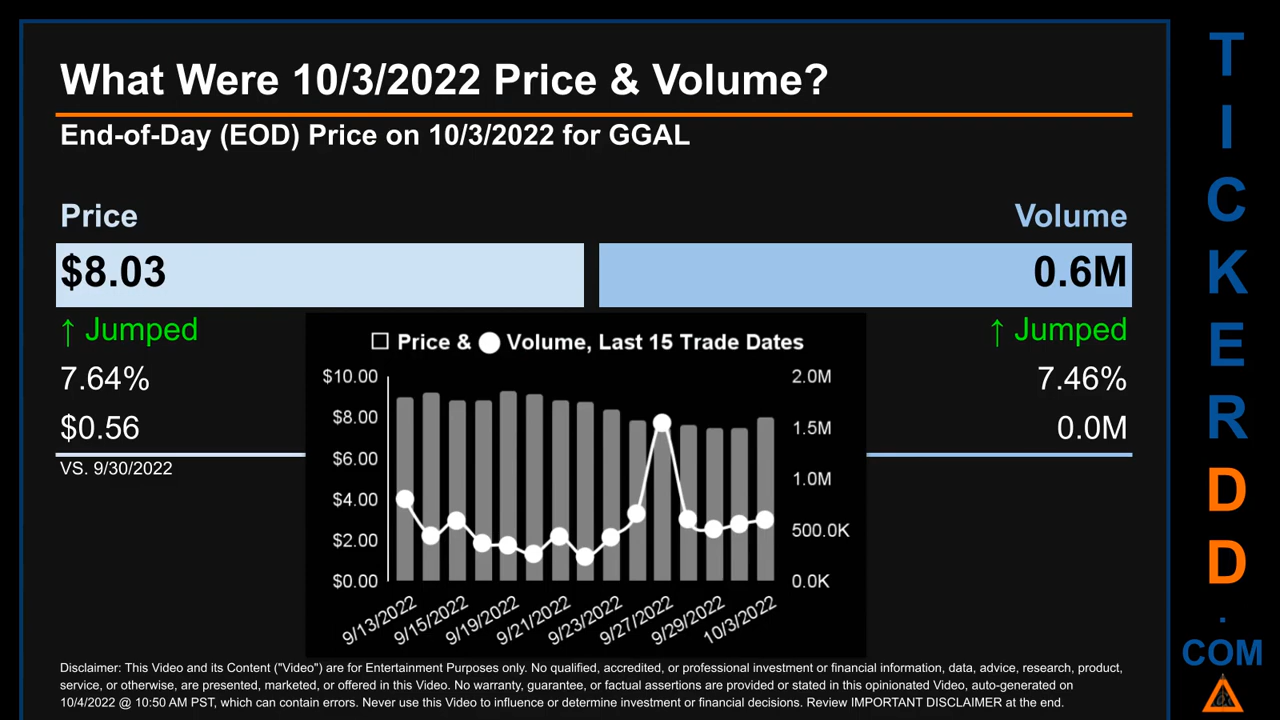 What Were 10/3/2022 Price & Volume?
End-of-Day (EOD) Price on 10/3/2022 for GGAL
Price
Volume
$8.03
0.6M
↑ Jumped
↑ Jumped
7.64%
7.46%
$0.56
0.0M
VS. 9/30/2022
Price & Volume, Last 15 Trade Dates
$10.00
$8.00
$6.00
$4.00
$2.00
$0.00
2.0M
1.5M
1.0M
500.0K
0.0K
9/13/2022
9/15/2022
9/19/2022
9/21/2022
9/23/2022
9/27/2022
9/29/2022
10/3/2022
Disclaimer: This Video and its Content ("Video") are for Entertainment Purposes only. No qualified, accredited, or professional investment or financial information, data, advice, research, product,
service, or otherwise, are presented, marketed, or offered in this Video. No warranty, guarantee, or factual assertions are provided or stated in this opinionated Video, auto-generated on
10/4/2022 @ 10:50 AM PST, which can contain errors. Never use this Video to influence or determine investment or financial decisions. Review IMPORTANT DISCLAIMER at the end.
TICKERDD.COM